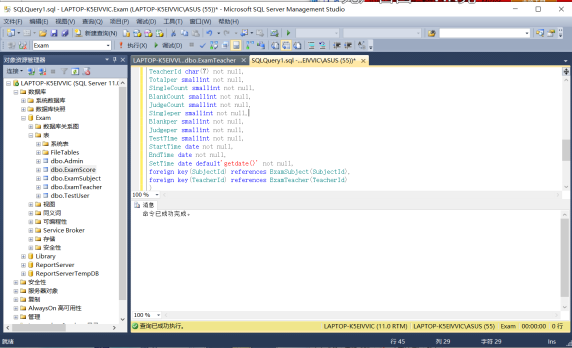 SQLQuery1.sql - LAPTOP-K5EIVVIC.Exam (LAPTOP-K5EIVVIC\ASUS (55))* - Microsoft SQL Server Management Studio
文件(F) 编辑(E) 视图(V) 查询(Q) 项目(P) 调试(D) 工具(T) 窗口(W) 帮助(H)
新建查询(N)
Exam 执行(X) 调试(D)
对象资源管理器
连接
LAPTOP-K5EIVVIC (SQL Server 11.0
数据库
系统数据库
数据库快照
Exam
数据库关系图
表
系统表
FileTables
dbo.Admin
dbo.ExamScore
dbo.ExamSubject
dbo.ExamTeacher
dbo.TestUser
视图
同义词
可编程性
Service Broker
存储
安全性
Library
ReportServer
ReportServerTempDB
安全性
服务器对象
复制
AlwaysOn 高可用性
管理
LAPTOP-K5EIVVI...dbo.ExamTeacher SQLQuery1.sql -...EIVVIC\ASUS (55))*
TeacherId char(7) not null,
Totalper smallint not null,
SingleCount smallint not null,
BlankCount smallint not null,
JudgeCount smallint not null,
Singleper smallint not null,
Blankper smallint not null,
Judgeper smallint not null,
TestTime smallint not null,
StartTime date not null,
EndTime date not null,
SetTime date default'getdate()' not null,
foreign key(SubjectId) references ExamSubject(SubjectId),
foreign key(TeacherId) references ExamTeacher(TeacherId)
)
100 %
消息
命令已成功完成。
100 %
查询已成功执行。 LAPTOP-K5EIVVIC (11.0 RTM) LAPTOP-K5EIVVIC\ASUS (55) Exam 00:00:00 0 行
就绪 行 45 列 29 字符 29 Ins